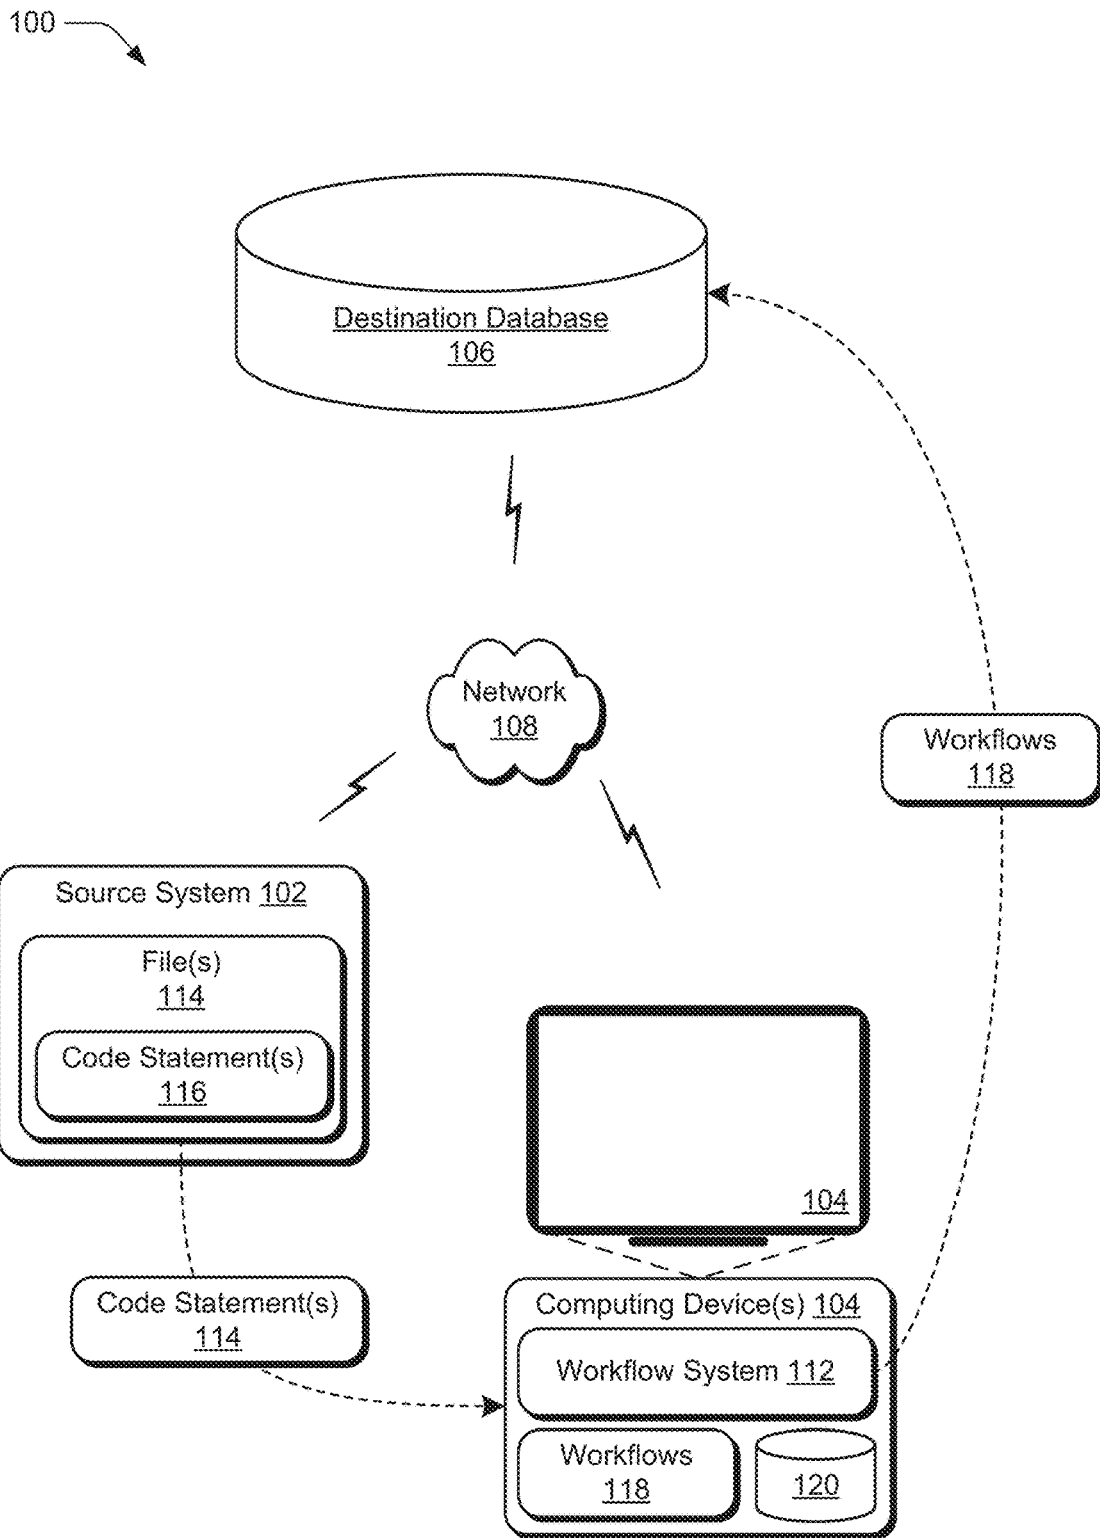 100
Destination Database
106
Network
108
Workflows
118
Source System 102
File(s)
114
Code Statement(s)
116
104
Code Statement(s)
114
Computing Device(s) 104
Workflow System 112
Workflows
118
120